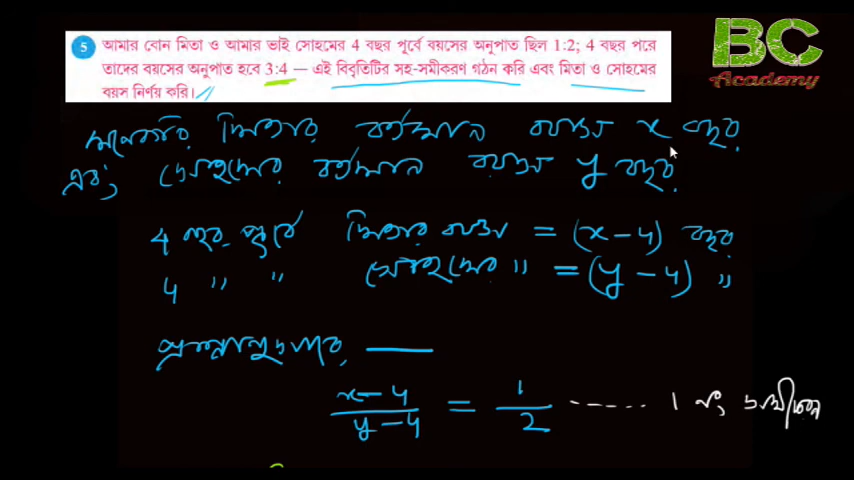 BC
Academy
5 আমার বোন মিতা ও আমার ভাই সোহমের 4 বছর পূর্বে বয়সের অনুপাত ছিল 1:2; 4 বছর পরে
তাদের বয়সের অনুপাত হবে 3:4 — এই বিবৃতিটির সহ-সমীকরণ গঠন করি এবং মিতা ও সোহমের
বয়স নির্ণয় করি।
মনেকরি মিতার বর্তমান বয়স x বছর
এবং সোহমের বর্তমান বয়স y বছর
4 বছর পূর্বে মিতার বয়স = (x-4) বছর
4 " " সোহমের " = (y-4) "
প্রশ্নানুসারে, —
x-4/y-4 = 1/2 ------ 1 নং সমীকরণ